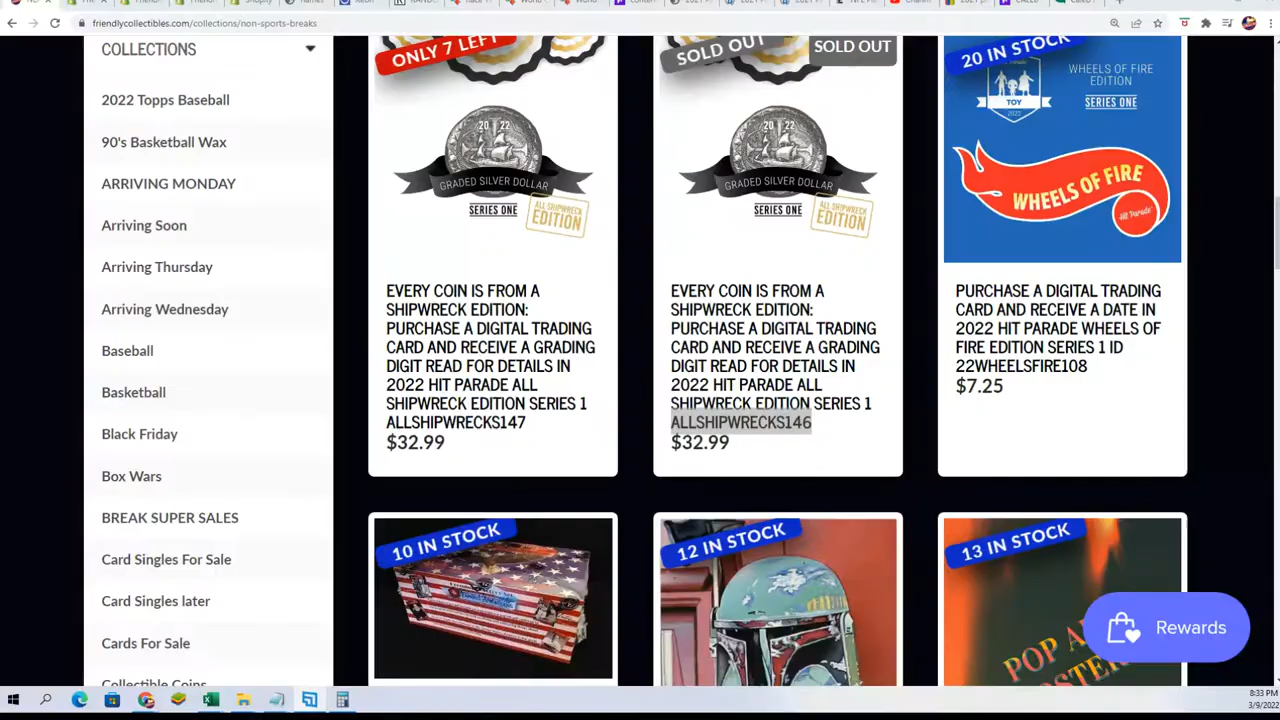 friendlycollectibles.com/collections/non-sports-breaks
COLLECTIONS
2022 Topps Baseball
90's Basketball Wax
ARRIVING MONDAY
Arriving Soon
Arriving Thursday
Arriving Wednesday
Baseball
Basketball
Black Friday
Box Wars
BREAK SUPER SALES
Card Singles For Sale
Card Singles later
Cards For Sale
Collectible Coins
ONLY 7 LEFT
20 22
GRADED SILVER DOLLAR
SERIES ONE
ALL SHIPWRECK
EDITION
EVERY COIN IS FROM A
SHIPWRECK EDITION:
PURCHASE A DIGITAL TRADING
CARD AND RECEIVE A GRADING
DIGIT READ FOR DETAILS IN
2022 HIT PARADE ALL
SHIPWRECK EDITION SERIES 1
ALLSHIPWRECKS147
$32.99
SOLD OUT
SOLD OUT
20 22
GRADED SILVER DOLLAR
SERIES ONE
ALL SHIPWRECK
EDITION
EVERY COIN IS FROM A
SHIPWRECK EDITION:
PURCHASE A DIGITAL TRADING
CARD AND RECEIVE A GRADING
DIGIT READ FOR DETAILS IN
2022 HIT PARADE ALL
SHIPWRECK EDITION SERIES 1
ALLSHIPWRECKS146
$32.99
20 IN STOCK
TOY
2022
WHEELS OF FIRE
EDITION
SERIES ONE
WHEELS OF FIRE
Hit Parade
PURCHASE A DIGITAL TRADING
CARD AND RECEIVE A DATE IN
2022 HIT PARADE WHEELS OF
FIRE EDITION SERIES 1 ID
22WHEELSFIRE108
$7.25
10 IN STOCK
12 IN STOCK
13 IN STOCK
POP A
Rewards
8:33 PM
3/9/2022